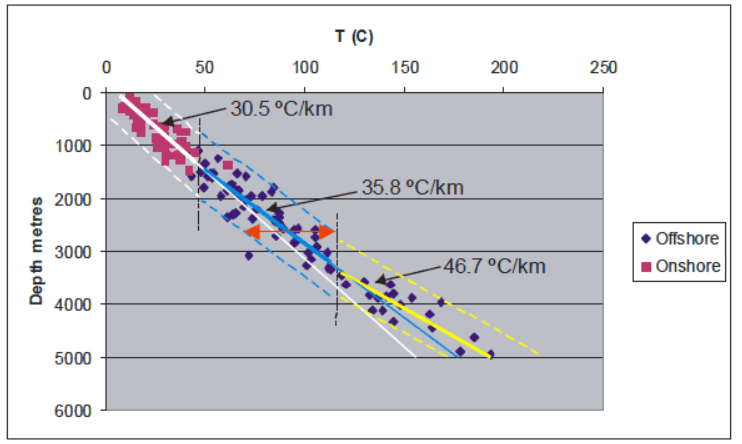 T (C)
0 50 100 150 200 250
0
1000
2000
3000
4000
5000
6000
Depth metres
30.5 ºC/km
35.8 ºC/km
46.7 ºC/km
Offshore
Onshore